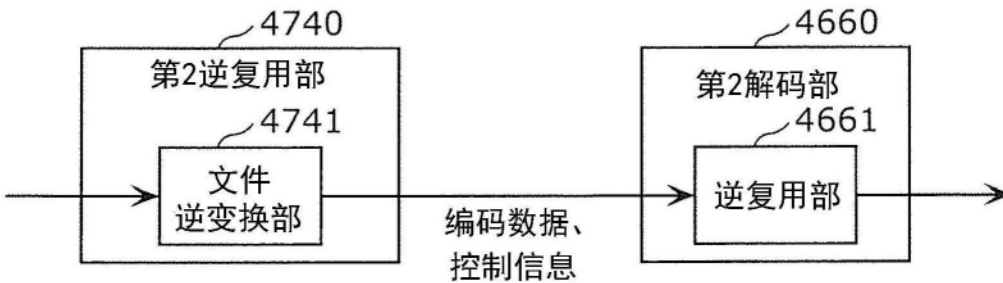 4740
第2逆复用部
4741
文件
逆变换部
编码数据、
控制信息
4660
第2解码部
4661
逆复用部